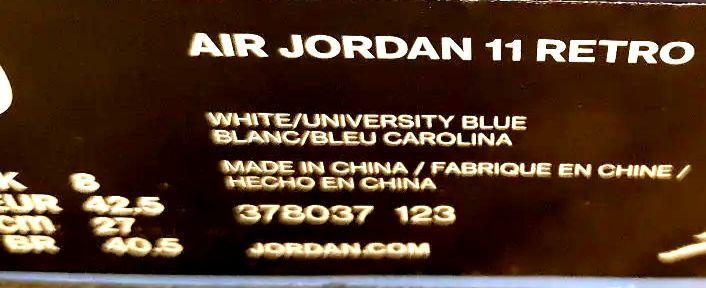 AIR JORDAN 11 RETRO
WHITE/UNIVERSITY BLUE
BLANC/BLEU CAROLINA
MADE IN CHINA / FABRIQUE EN CHINE /
HECHO EN CHINA
K 8
EUR 42.5
cm 27
BR 40.5
378037 123
JORDAN.COM